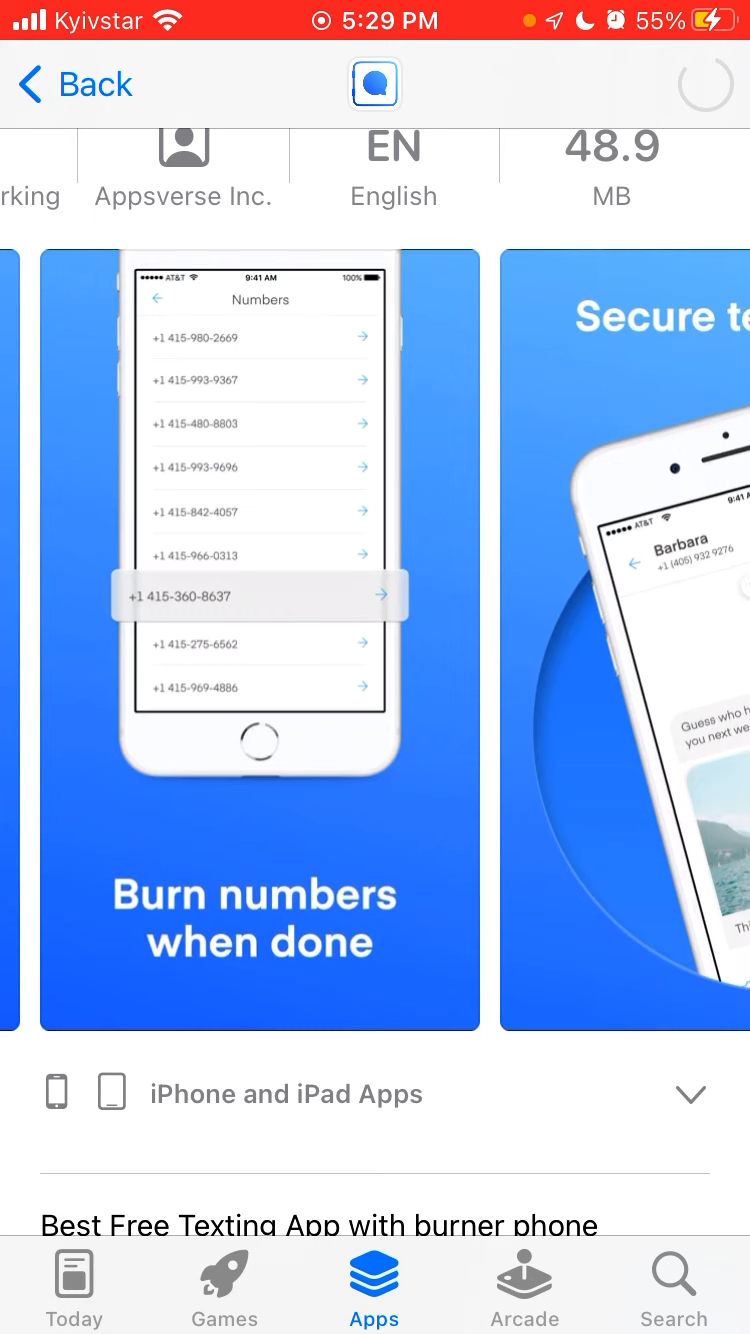 Kyivstar 5:29 PM 55%
Back
EN 48.9
rking Appsverse Inc. English MB
AT&T 9:41 AM 100%
Numbers
+1 415-980-2669
+1 415-993-9367
+1 415-480-8803
+1 415-993-9696
+1 415-842-4057
+1 415-966-0313
+1 415-360-8637
+1 415-275-6562
+1 415-969-4886
Burn numbers
when done
Secure te
AT&T 9:41 A
Barbara
+1 (405) 932 9276
Guess who h
you next we
Thi
iPhone and iPad Apps
Best Free Texting App with burner phone
Today Games Apps Arcade Search